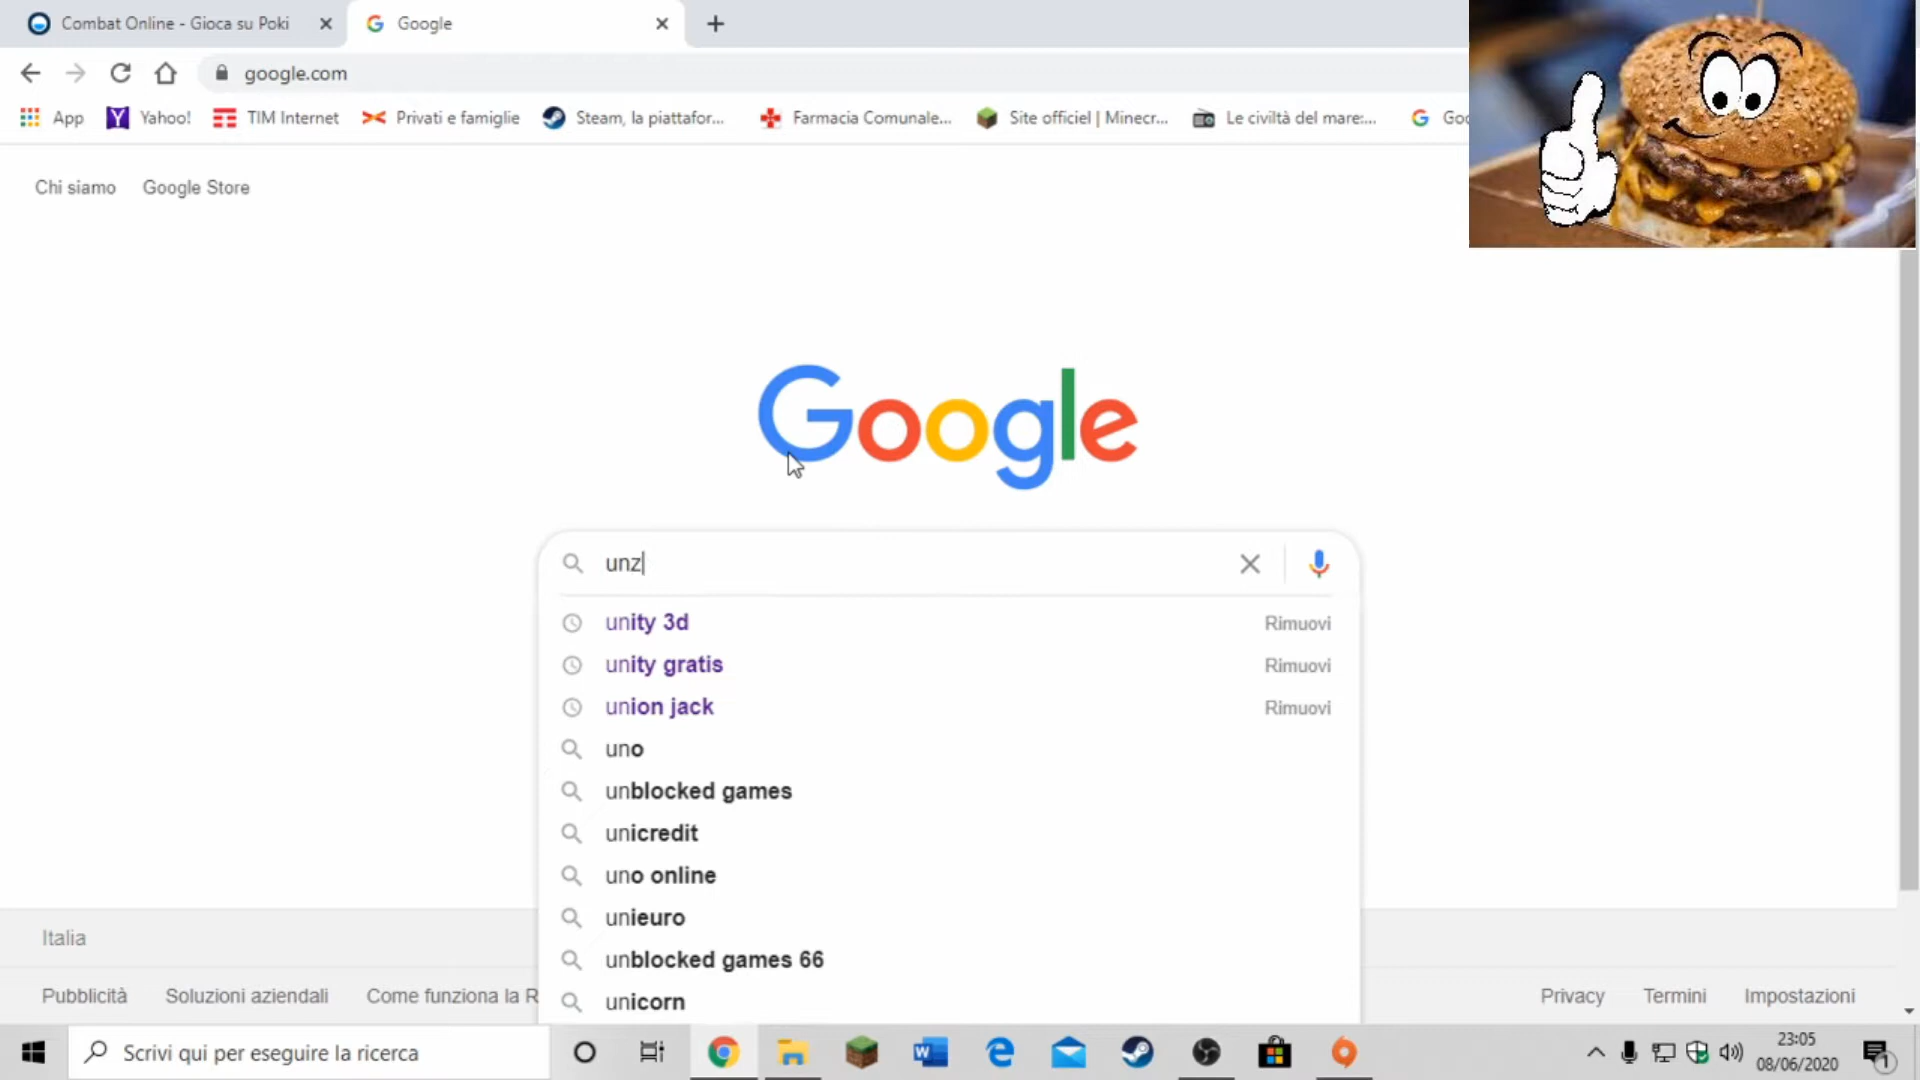 Combat Online - Gioca su Poki
Google
google.com
App Yahoo! TIM Internet Privati e famiglie Steam, la piattafor... Farmacia Comunale... Site officiel | Minecr... Le civiltà del mare:... Goo
Chi siamo Google Store
Google
unz
unity 3d Rimuovi
unity gratis Rimuovi
union jack Rimuovi
uno
unblocked games
unicredit
uno online
unieuro
unblocked games 66
unicorn
Italia
Pubblicità Soluzioni aziendali Come funziona la R
Privacy Termini Impostazioni
Scrivi qui per eseguire la ricerca
23:05
08/06/2020
1